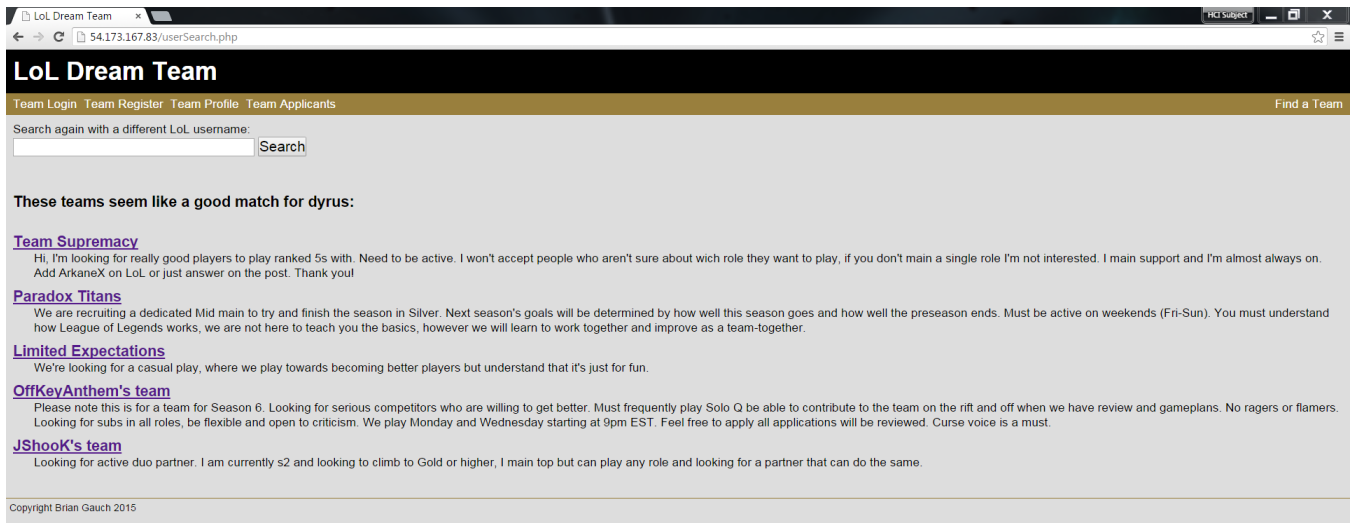 LoL Dream Team
HCI Subject
54.173.167.83/userSearch.php
LoL Dream Team
Team Login Team Register Team Profile Team Applicants Find a Team
Search again with a different LoL username:
Search
These teams seem like a good match for dyrus:
Team Supremacy
Hi, I'm looking for really good players to play ranked 5s with. Need to be active. I won't accept people who aren't sure about wich role they want to play, if you don't main a single role I'm not interested. I main support and I'm almost always on.
Add ArkaneX on LoL or just answer on the post. Thank you!
Paradox Titans
We are recruiting a dedicated Mid main to try and finish the season in Silver. Next season's goals will be determined by how well this season goes and how well the preseason ends. Must be active on weekends (Fri-Sun). You must understand
how League of Legends works, we are not here to teach you the basics, however we will learn to work together and improve as a team-together.
Limited Expectations
We're looking for a casual play, where we play towards becoming better players but understand that it's just for fun.
OffKeyAnthem's team
Please note this is for a team for Season 6. Looking for serious competitors who are willing to get better. Must frequently play Solo Q be able to contribute to the team on the rift and off when we have review and gameplans. No ragers or flamers.
Looking for subs in all roles, be flexible and open to criticism. We play Monday and Wednesday starting at 9pm EST. Feel free to apply all applications will be reviewed. Curse voice is a must.
JShooK's team
Looking for active duo partner. I am currently s2 and looking to climb to Gold or higher, I main top but can play any role and looking for a partner that can do the same.
Copyright Brian Gauch 2015